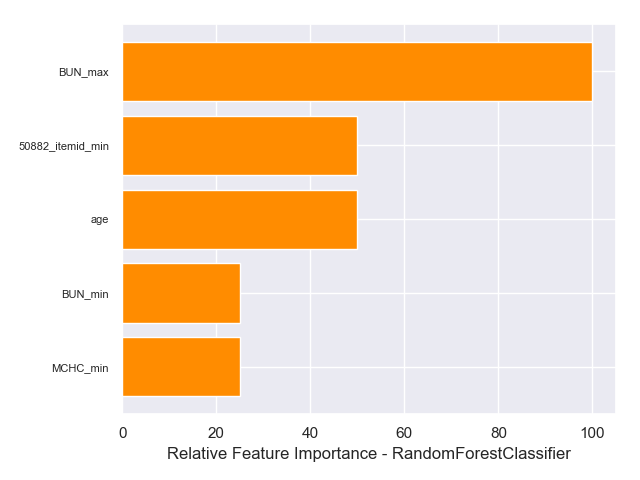 BUN_max
50882_itemid_min
age
BUN_min
MCHC_min
0 20 40 60 80 100
Relative Feature Importance - RandomForestClassifier